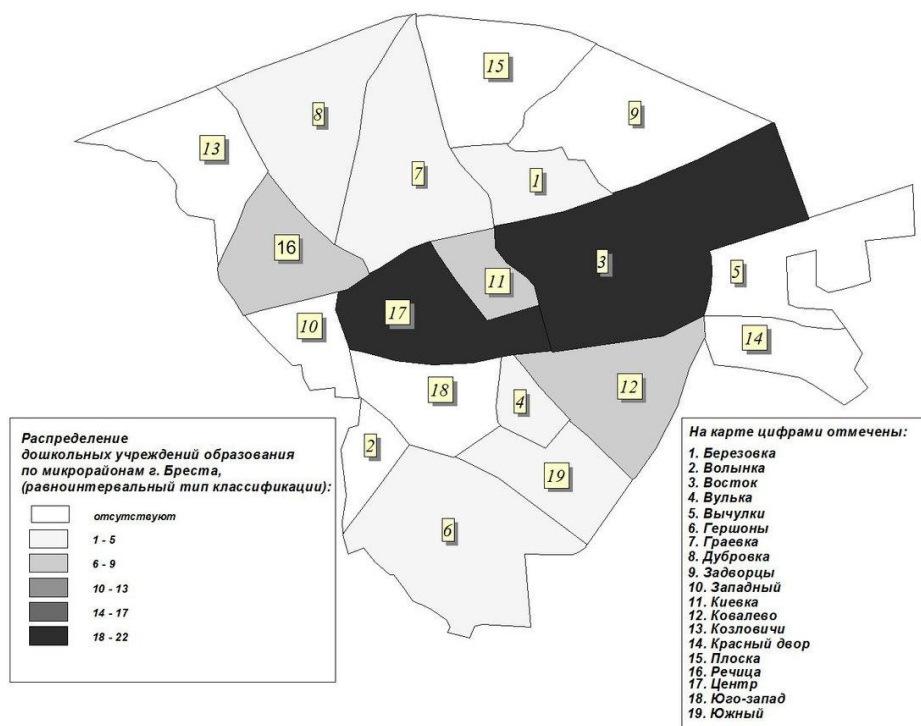 15
8
9
13
7
1
16
3
11
5
17
10
14
12
18
4
2
19
6
Распределение
дошкольных учреждений образования
по микрорайонам г. Бреста,
(равноинтервальный тип классификации):
отсутствуют
1 - 5
6 - 9
10 - 13
14 - 17
18 - 22
На карте цифрами отмечены:
1. Березовка
2. Волынка
3. Восток
4. Вулька
5. Вычулки
6. Гершоны
7. Граевка
8. Дубровка
9. Задворцы
10. Западный
11. Киевка
12. Ковалево
13. Козловичи
14. Красный двор
15. Плоска
16. Речица
17. Центр
18. Юго-запад
19. Южный